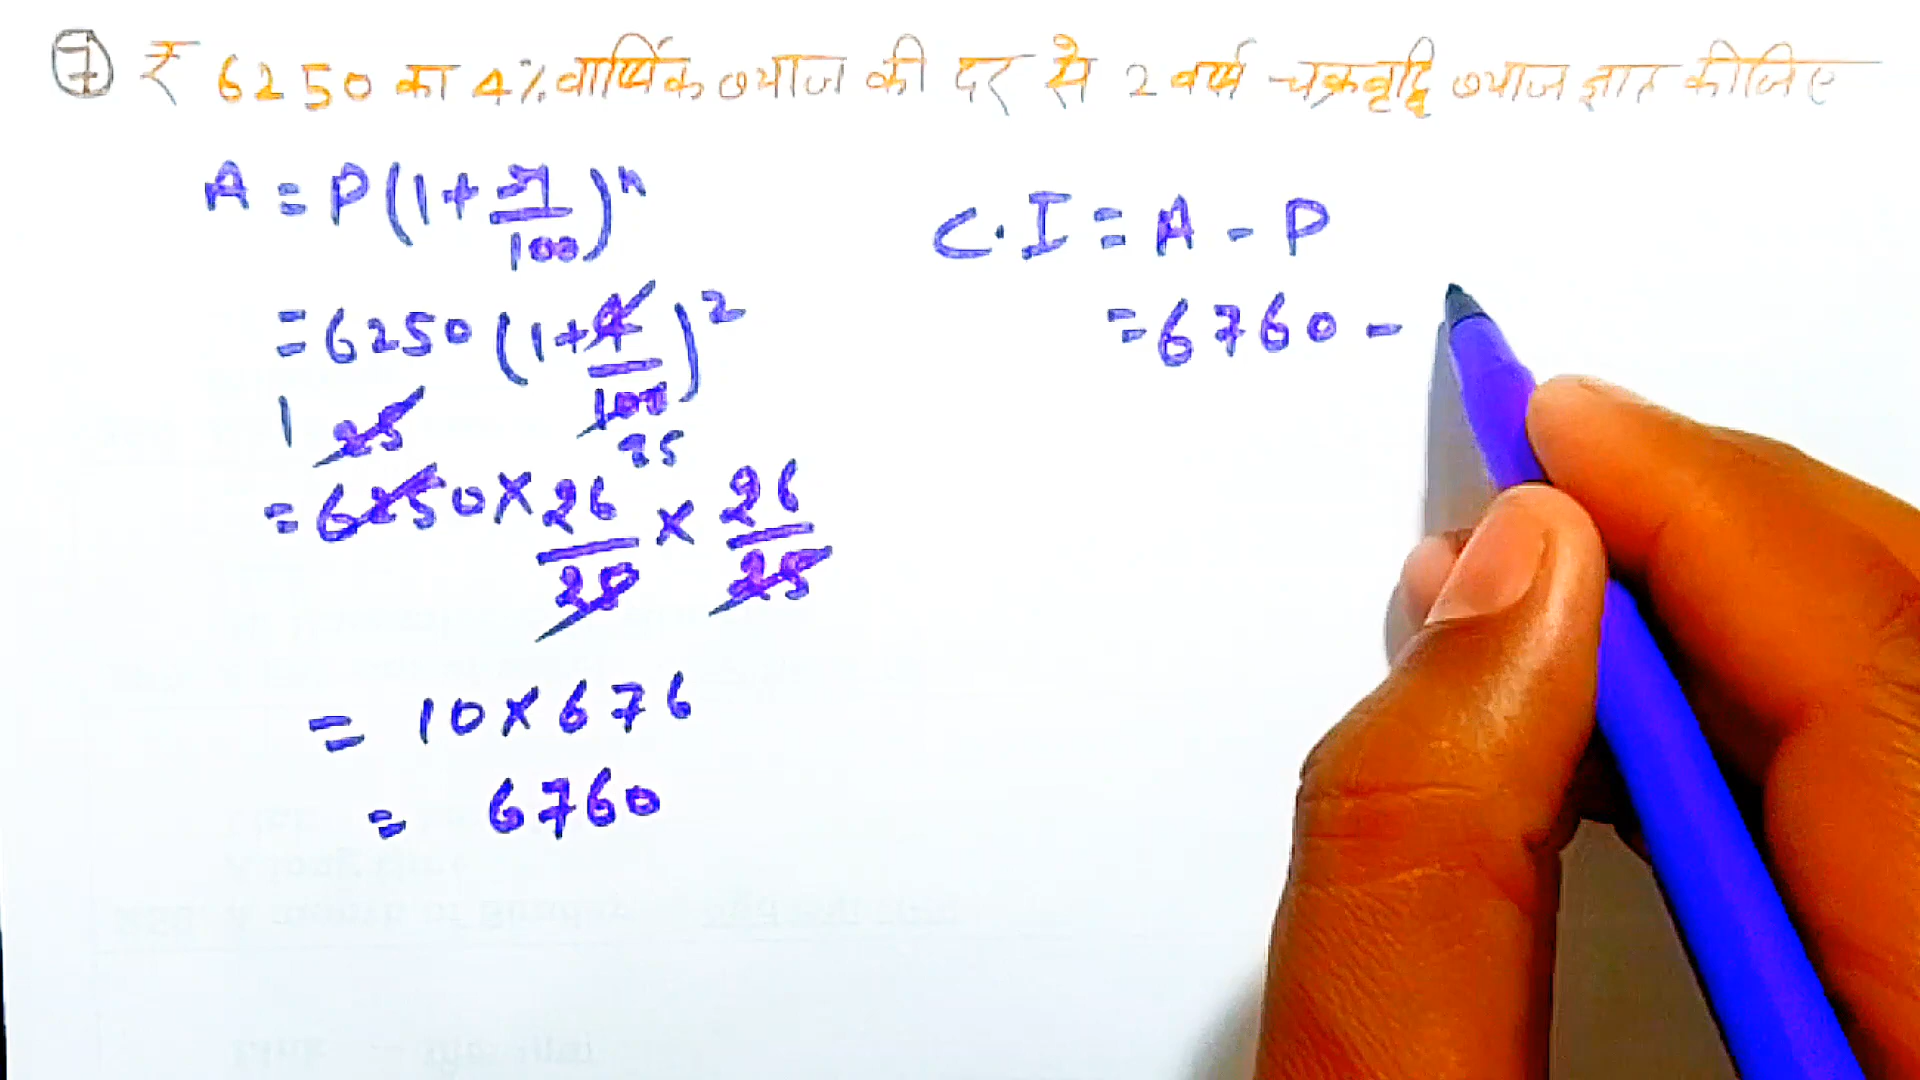 ⑦ ₹ 6250 का 4% वार्षिक ब्याज की दर से 2 वर्ष चक्रवृद्धि ब्याज ज्ञात कीजिए
A = P(1+r/100)^n
= 6250 (1+4/100)^2
1 25 25
= 6250 × 26/25 × 26/25
= 10 × 676
= 6760
C.I = A - P
= 6760 -